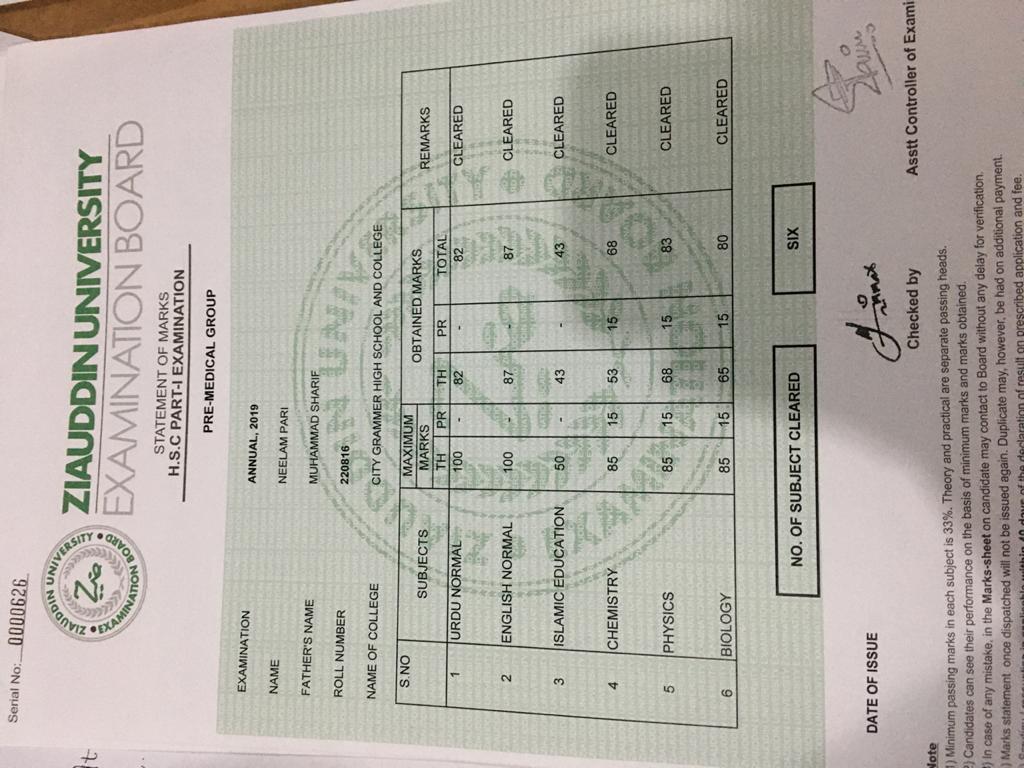 Serial No: 0000626
ZIAUDDIN UNIVERSITY
EXAMINATION BOARD
ZIAUDDIN UNIVERSITY • EXAMINATION BOARD •
STATEMENT OF MARKS
H.S.C PART-I EXAMINATION
PRE-MEDICAL GROUP
EXAMINATION ANNUAL, 2019
NAME NEELAM PARI
FATHER'S NAME MUHAMMAD SHARIF
ROLL NUMBER 220816
NAME OF COLLEGE CITY GRAMMER HIGH SCHOOL AND COLLEGE
S.NO SUBJECTS MAXIMUM MARKS OBTAINED MARKS REMARKS
TH PR TH PR TOTAL
1 URDU NORMAL 100 - 82 - 82 CLEARED
2 ENGLISH NORMAL 100 - 87 - 87 CLEARED
3 ISLAMIC EDUCATION 50 - 43 - 43 CLEARED
4 CHEMISTRY 85 15 53 15 68 CLEARED
5 PHYSICS 85 15 68 15 83 CLEARED
6 BIOLOGY 85 15 65 15 80 CLEARED
NO. OF SUBJECT CLEARED SIX
DATE OF ISSUE Checked by Asstt Controller of Exami
Note
1) Minimum passing marks in each subject is 33%. Theory and practical are separate passing heads.
2) Candidates can see their performance on the basis of minimum marks and marks obtained.
) In case of any mistake, in the Marks-sheet on candidate may contact to Board without any delay for verification.
) Marks statement once dispatched will not be issued again. Duplicate may, however, be had on additional payment.
within 40 days of the declaration of result on prescribed application and fee.